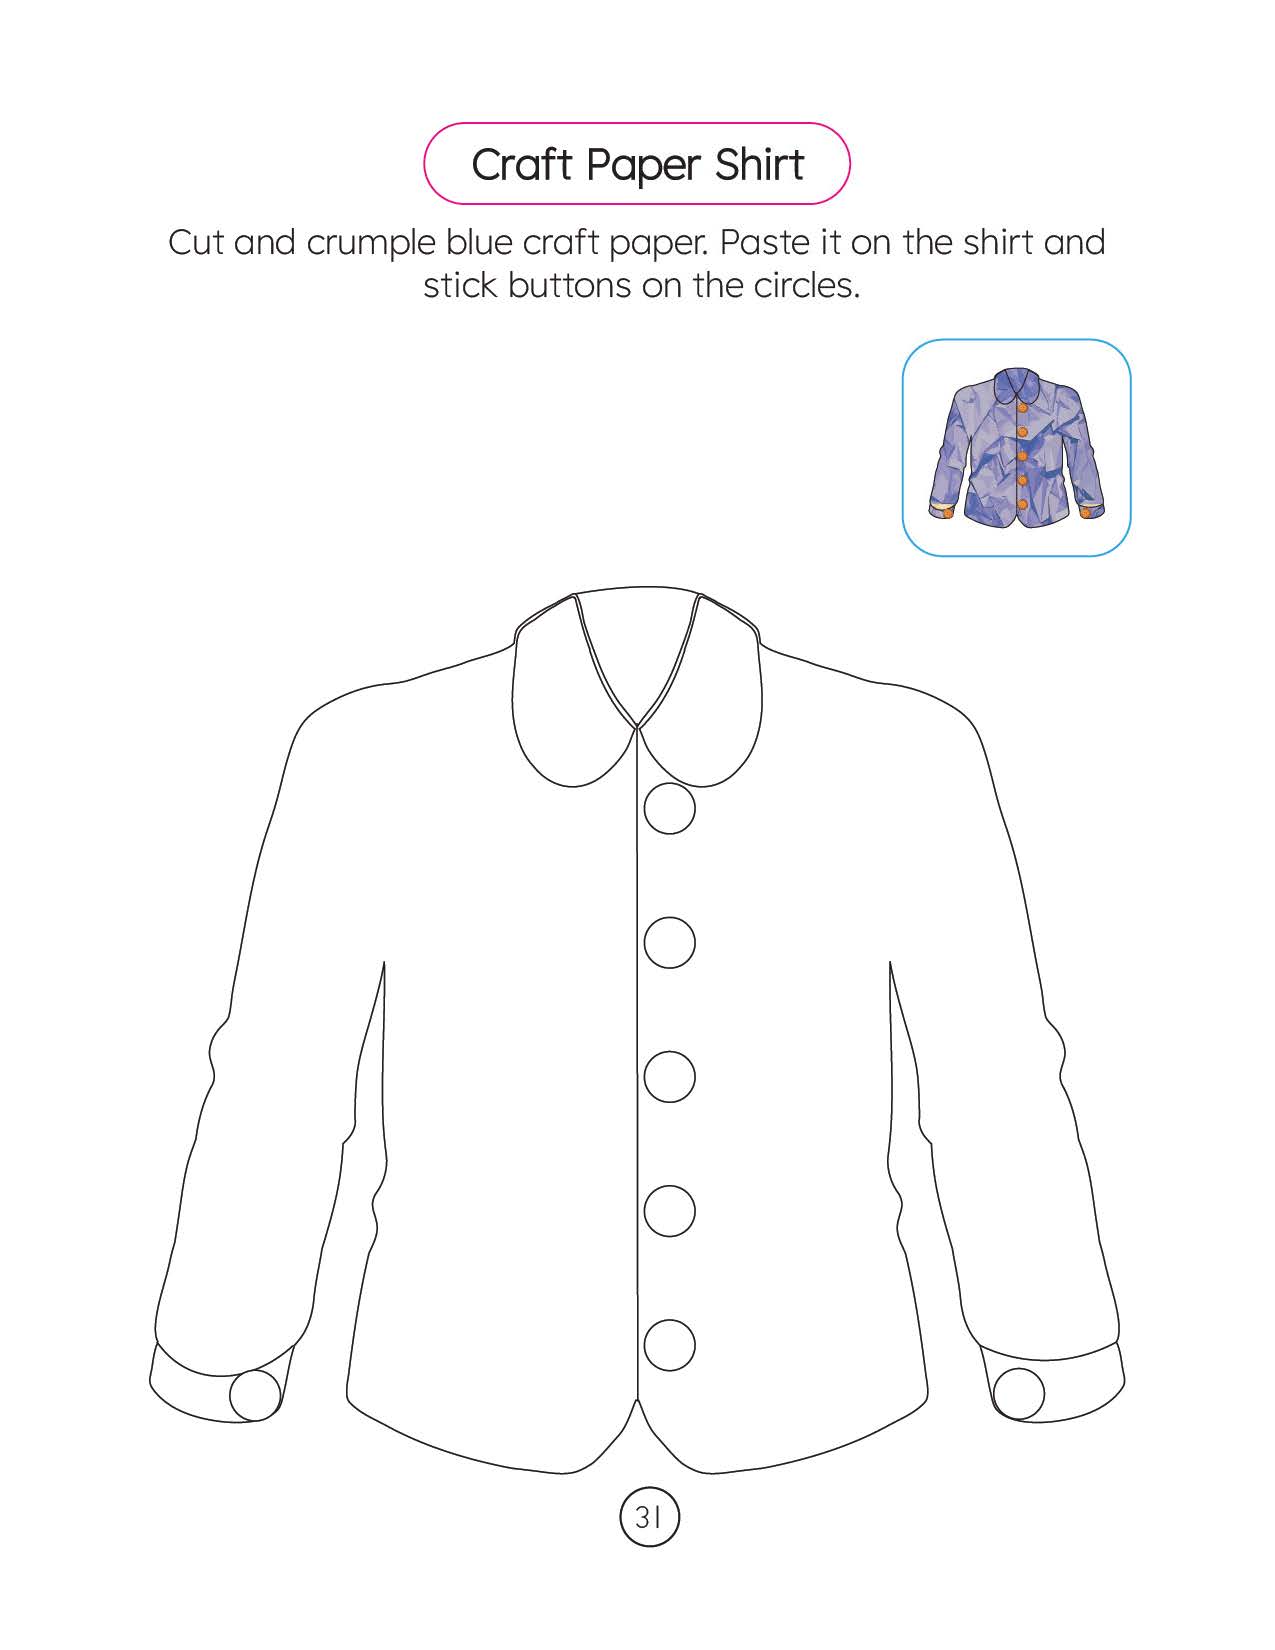 Craft Paper Shirt
Cut and crumple blue craft paper. Paste it on the shirt and
stick buttons on the circles.
31